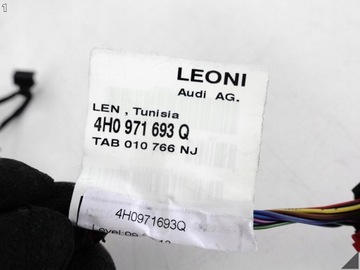 1
LEONI
Audi AG.
LEN , Tunisia
4H0 971 693 Q
TAB 010 766 NJ
4H0971693Q